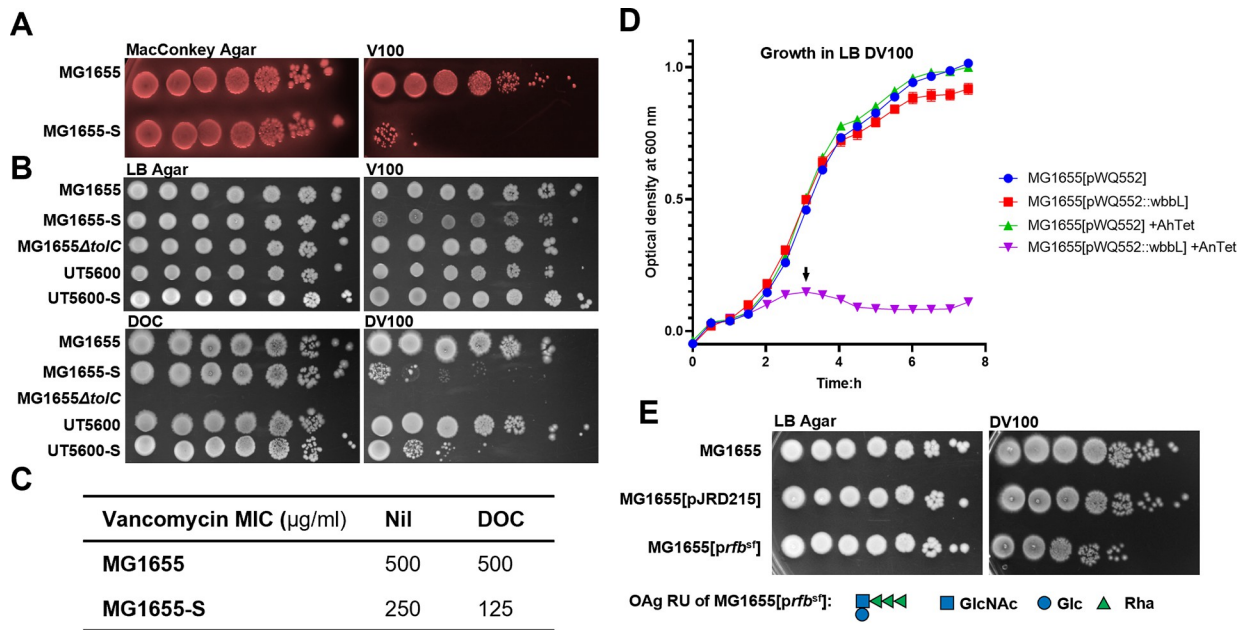 A
MacConkey Agar V100
MG1655
MG1655-S
B
LB Agar V100
MG1655
MG1655-S
MG1655ΔtolC
UT5600
UT5600-S
DOC DV100
MG1655
MG1655-S
MG1655ΔtolC
UT5600
UT5600-S
C
Vancomycin MIC (µg/ml) Nil DOC
MG1655 500 500
MG1655-S 250 125
D
Growth in LB DV100
Optical density at 600 nm
1.0
0.5
0.0
0 2 4 6 8
Time:h
MG1655[pWQ552]
MG1655[pWQ552::wbbL]
MG1655[pWQ552] +AhTet
MG1655[pWQ552::wbbL] +AnTet
E
LB Agar DV100
MG1655
MG1655[pJRD215]
MG1655[prfbsf]
OAg RU of MG1655[prfbsf]: GlcNAc Glc Rha